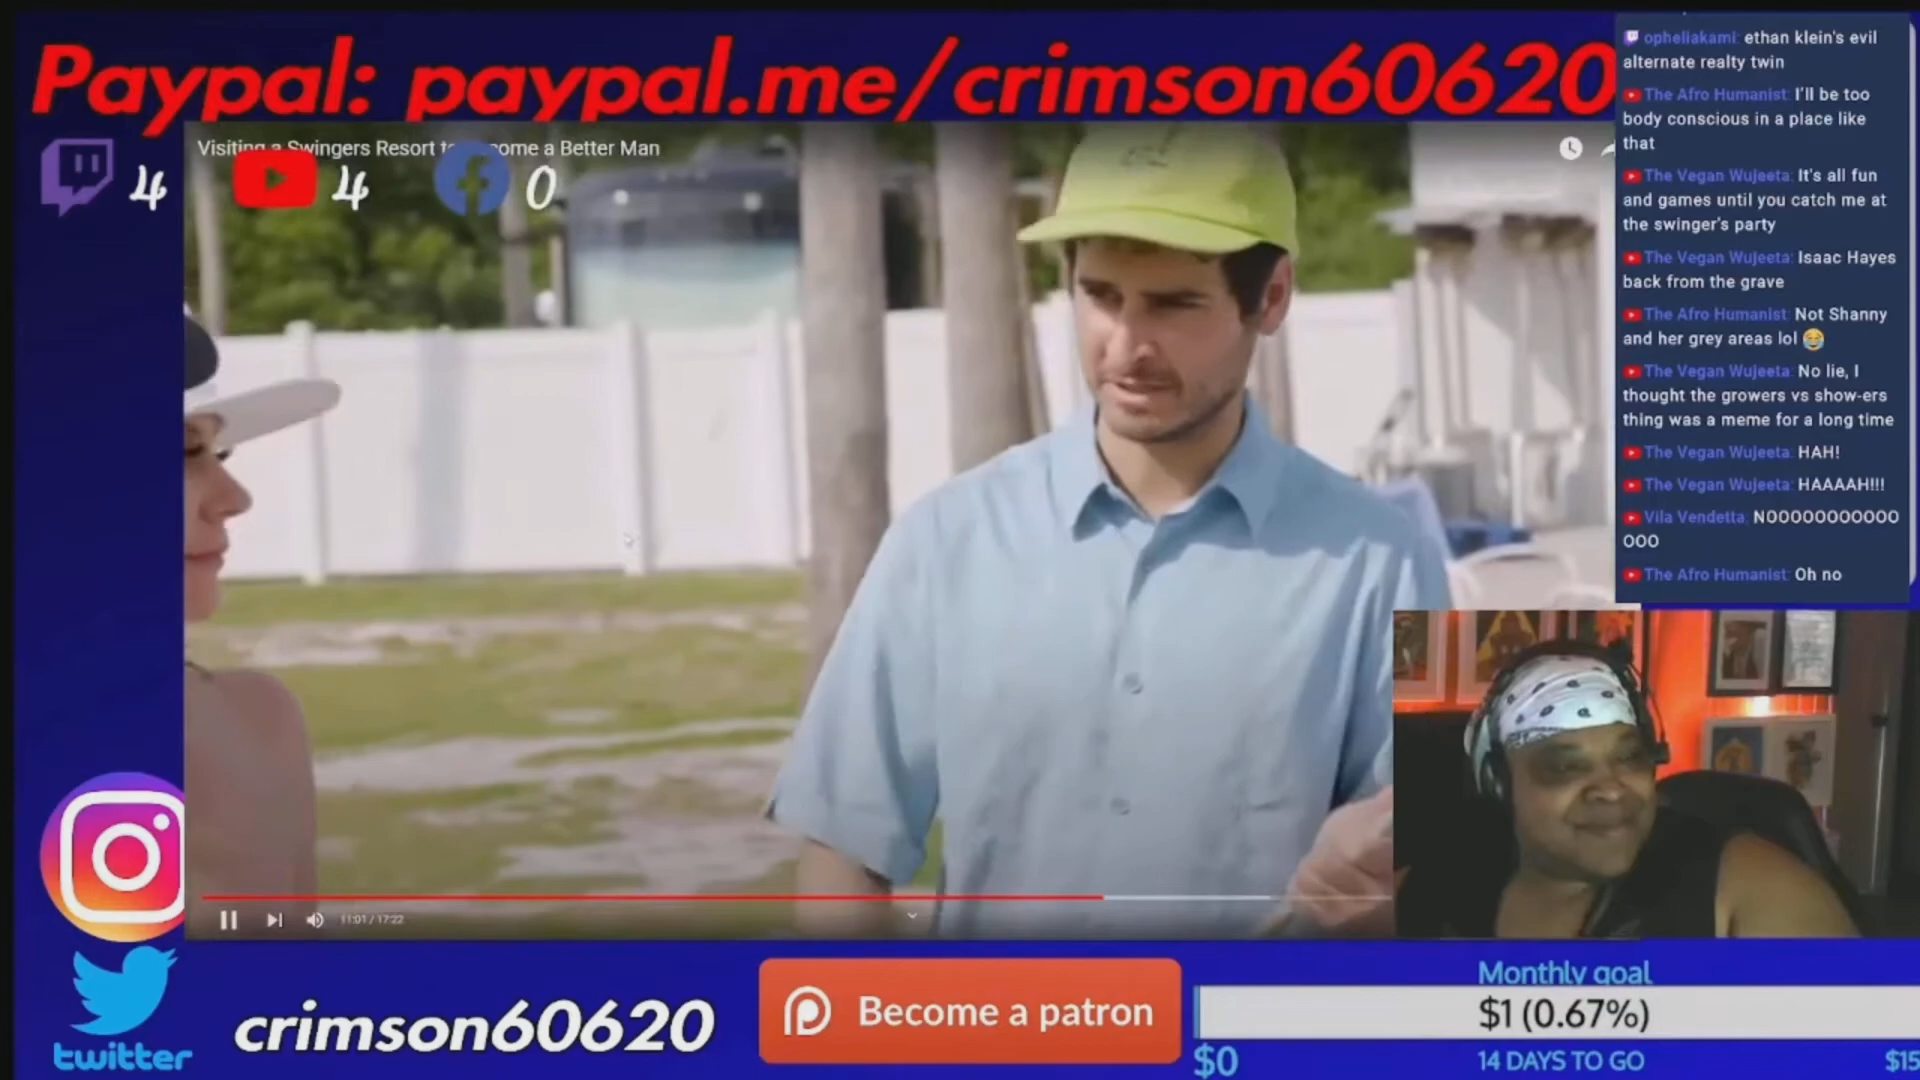 Paypal: paypal.me/crimson60620
Visiting a Swingers Resort to Become a Better Man
4
4
0
opheliakami: ethan klein's evil
alternate realty twin
The Afro Humanist: I'll be too
body conscious in a place like
that
The Vegan Wujeeta: It's all fun
and games until you catch me at
the swinger's party
The Vegan Wujeeta: Isaac Hayes
back from the grave
The Afro Humanist: Not Shanny
and her grey areas lol 😂
The Vegan Wujeeta: No lie, I
thought the growers vs show-ers
thing was a meme for a long time
The Vegan Wujeeta: HAH!
The Vegan Wujeeta: HAAAAH!!!
Vila Vendetta: NOOOOOOOOOOO
OOO
The Afro Humanist: Oh no
11:01 / 17:22
twitter
crimson60620
Become a patron
Monthly goal
$1 (0.67%)
$0
14 DAYS TO GO
$15